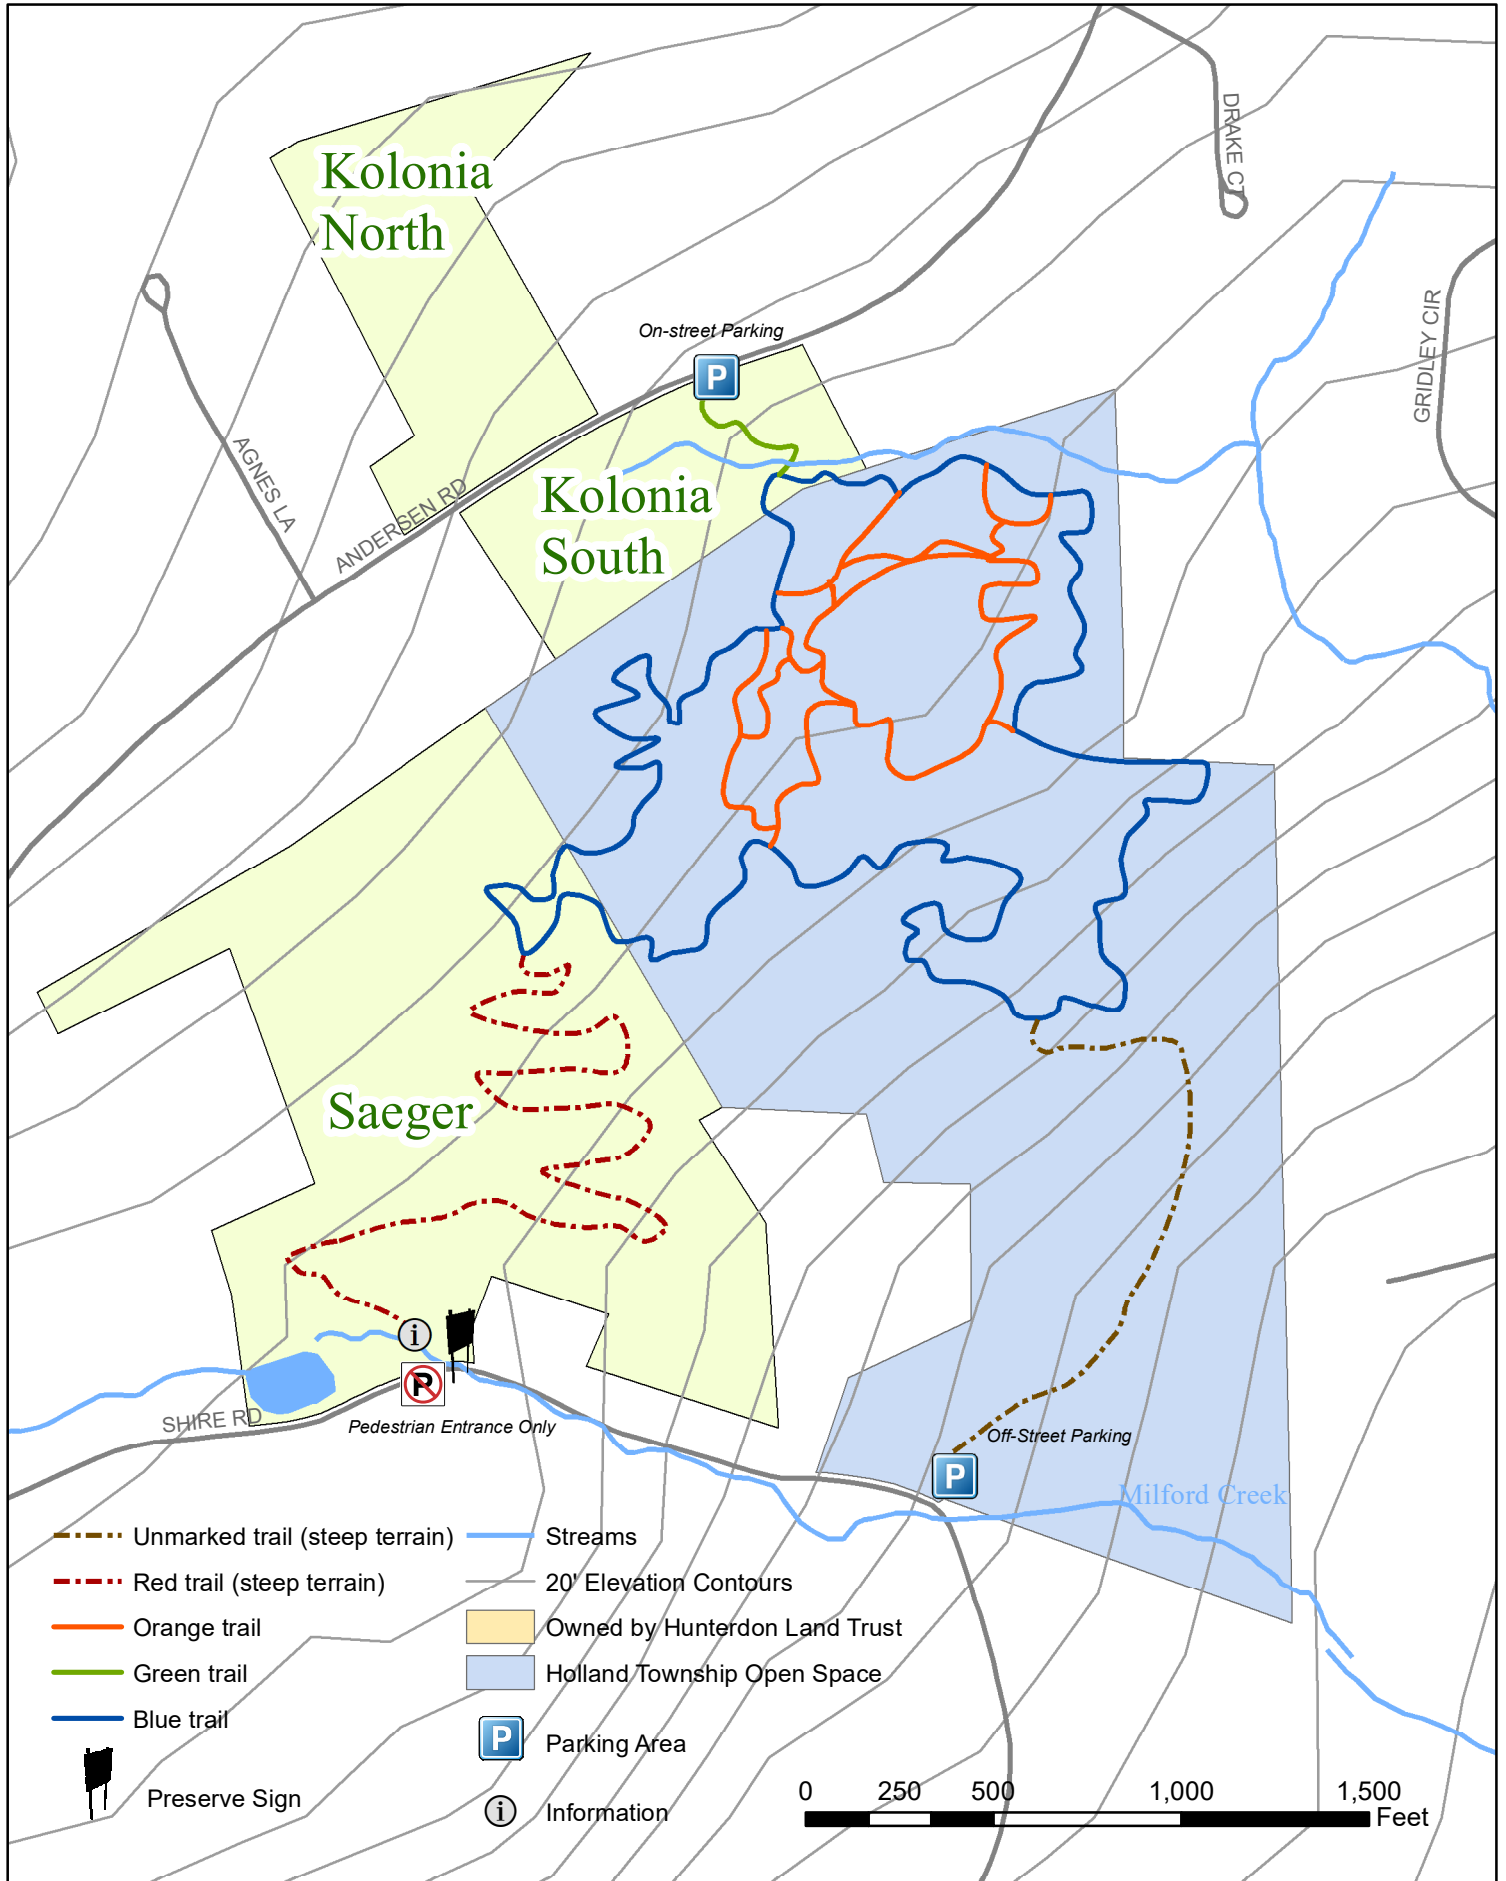 DRAKE CT
Kolonia
North
GRIDLEY CIR
On-street Parking
P
AGNES LA
ANDERSEN RD
Kolonia
South
Saeger
i
P
SHIRE RD
Pedestrian Entrance Only
Off-Street Parking
P
Milford Creek
Unmarked trail (steep terrain)
Streams
Red trail (steep terrain)
20' Elevation Contours
Orange trail
Owned by Hunterdon Land Trust
Green trail
Holland Township Open Space
Blue trail
P
Parking Area
Preserve Sign
i
Information
0 250 500 1,000 1,500
Feet